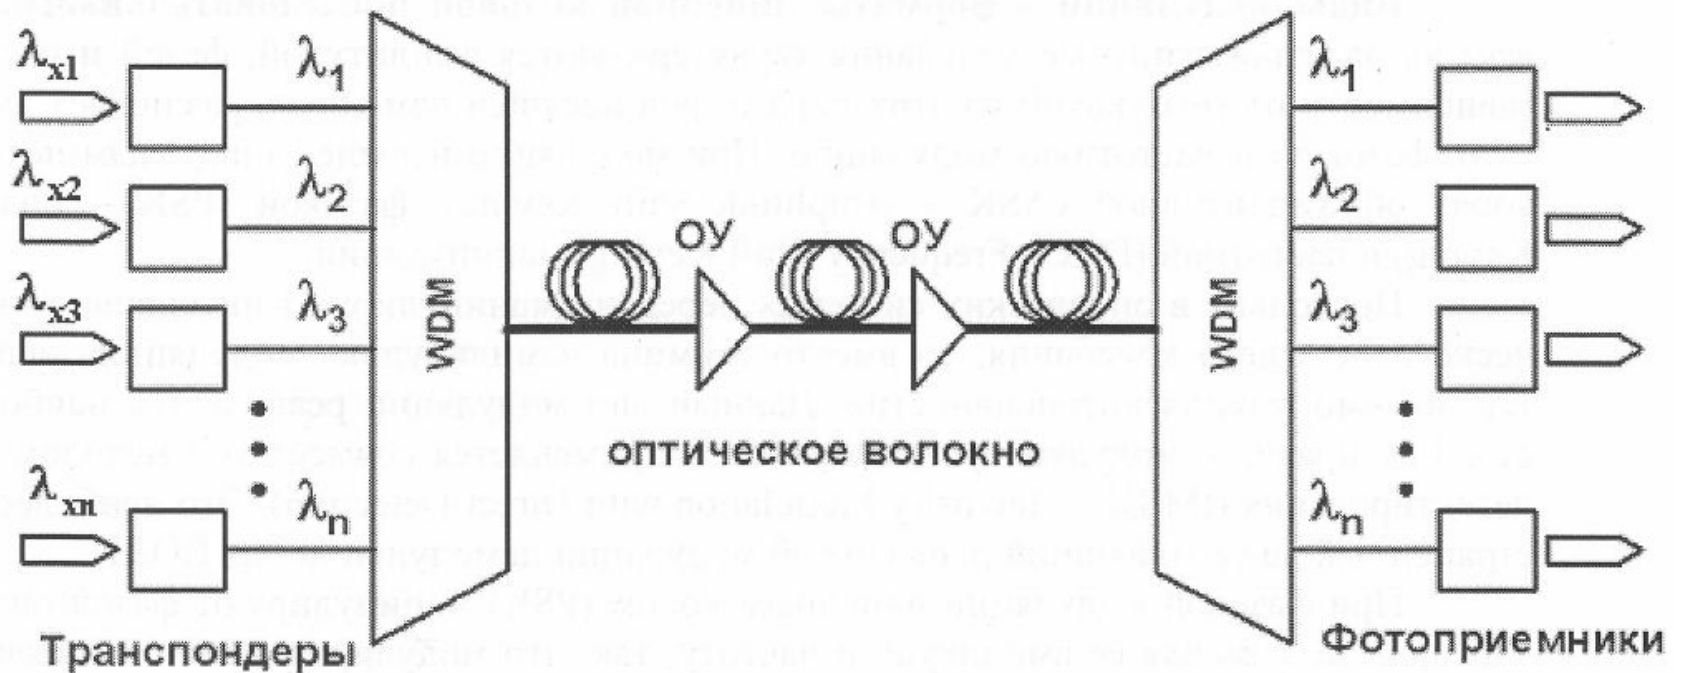 λx1 λ1 λ1
λx2 λ2 λ2
λx3 λ3 λ3
λxn λn λn
WDM ОУ ОУ WDM
оптическое волокно
Транспондеры Фотоприемники